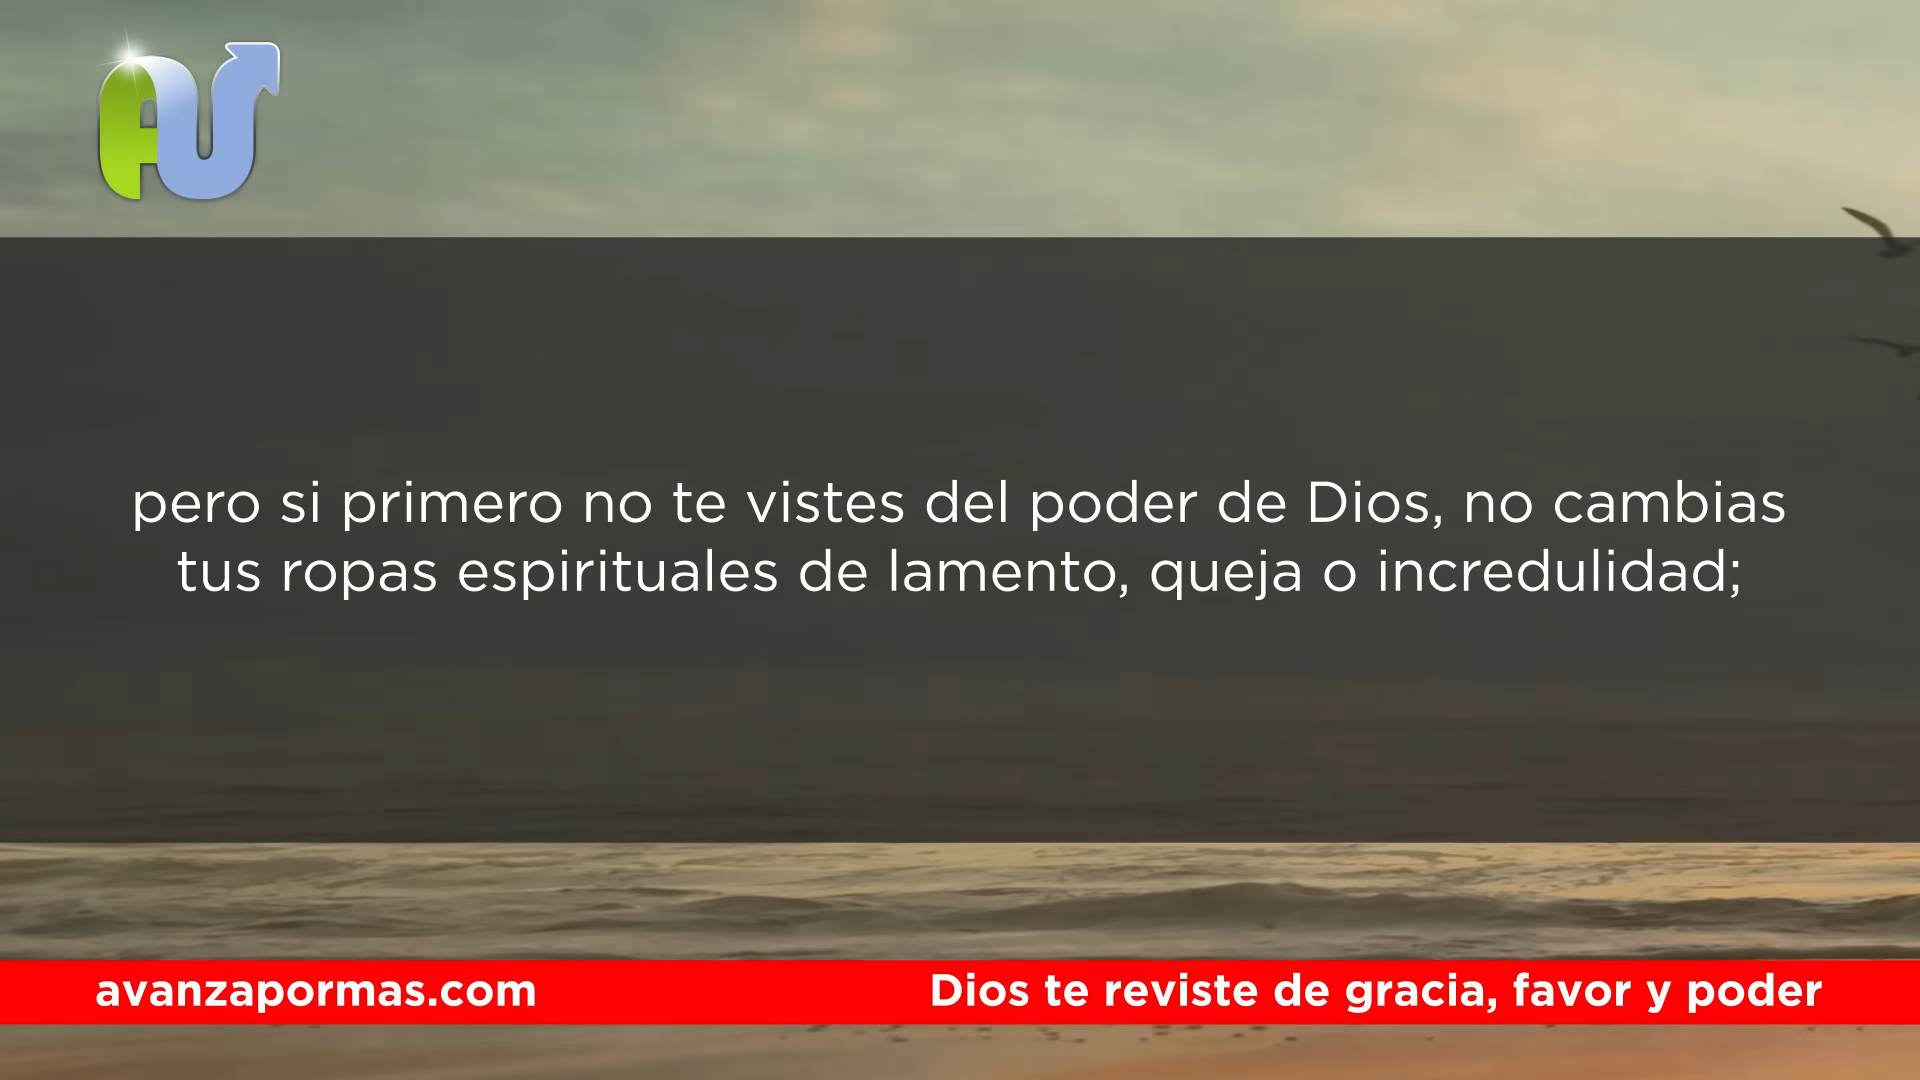 pero si primero no te vistes del poder de Dios, no cambias
tus ropas espirituales de lamento, queja o incredulidad;
avanzapormas.com
Dios te reviste de gracia, favor y poder